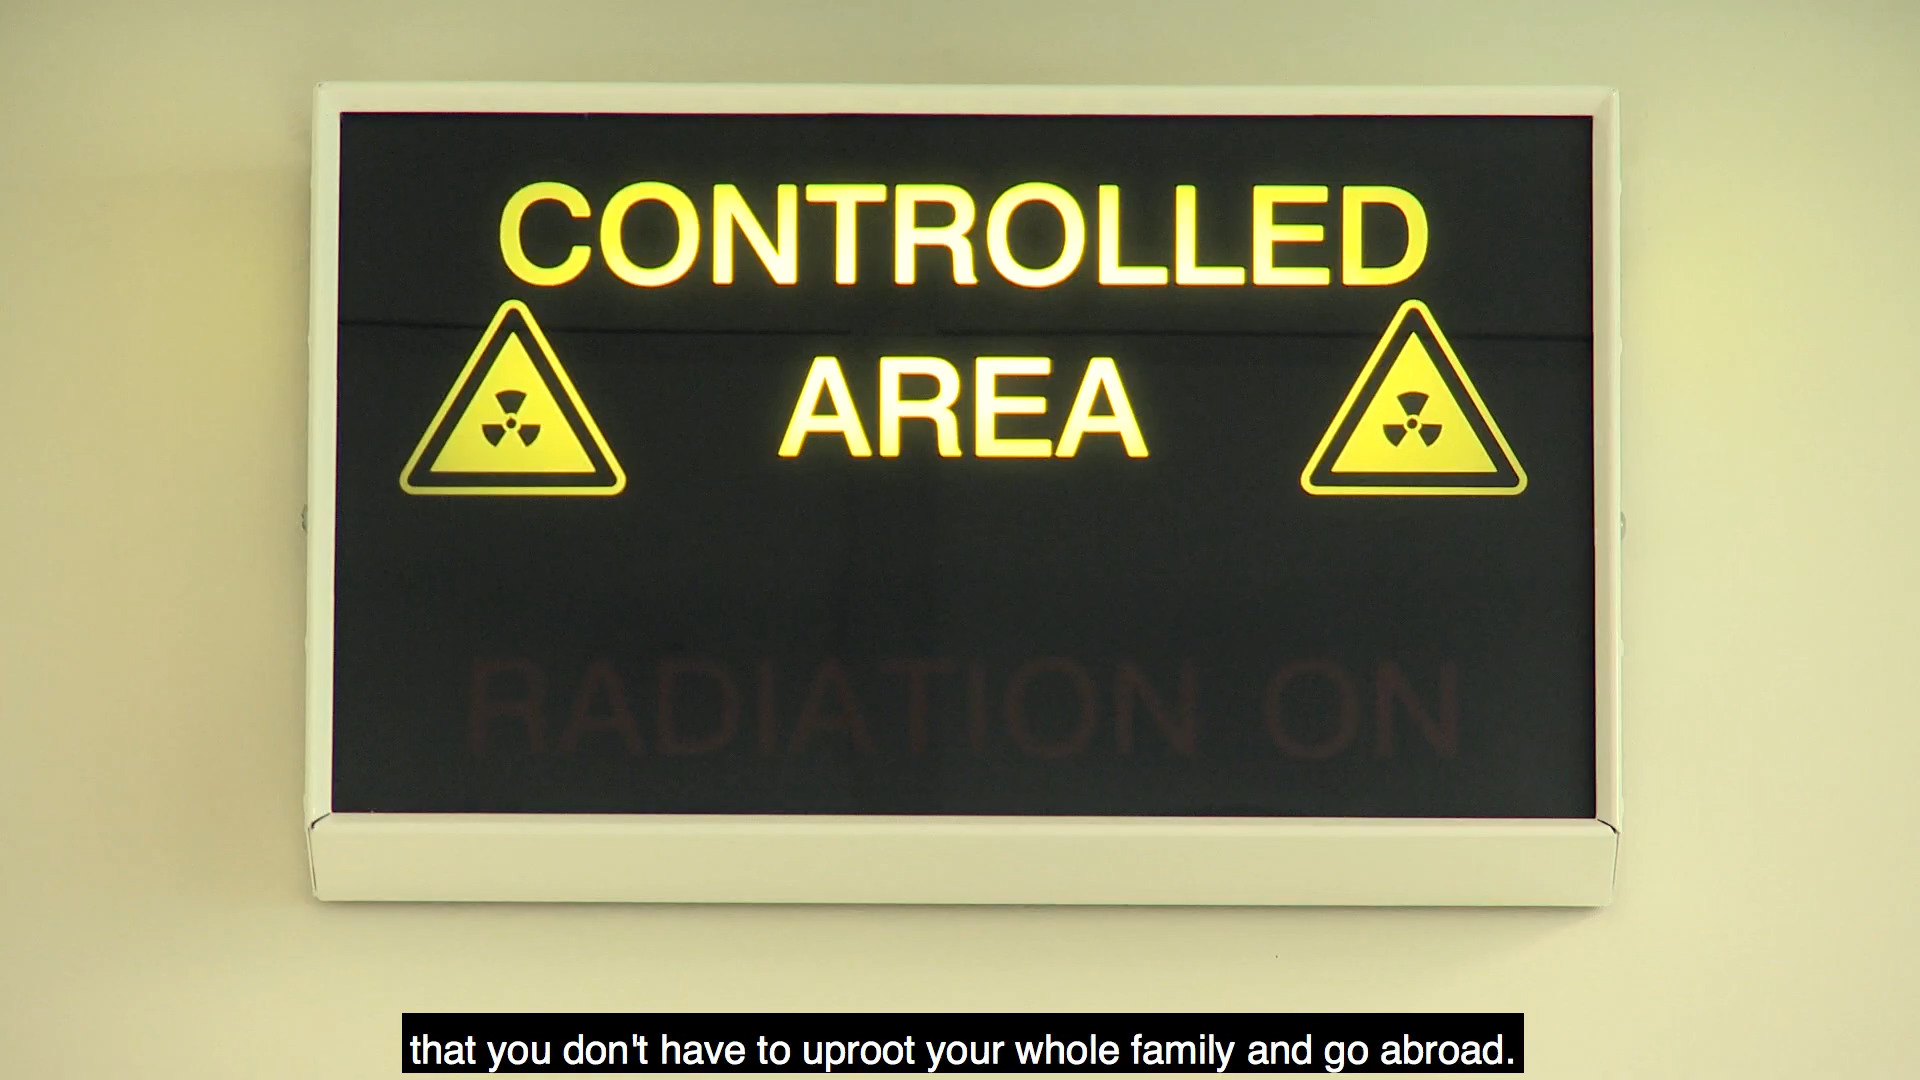 CONTROLLED
AREA
RADIATION ON
that you don't have to uproot your whole family and go abroad.